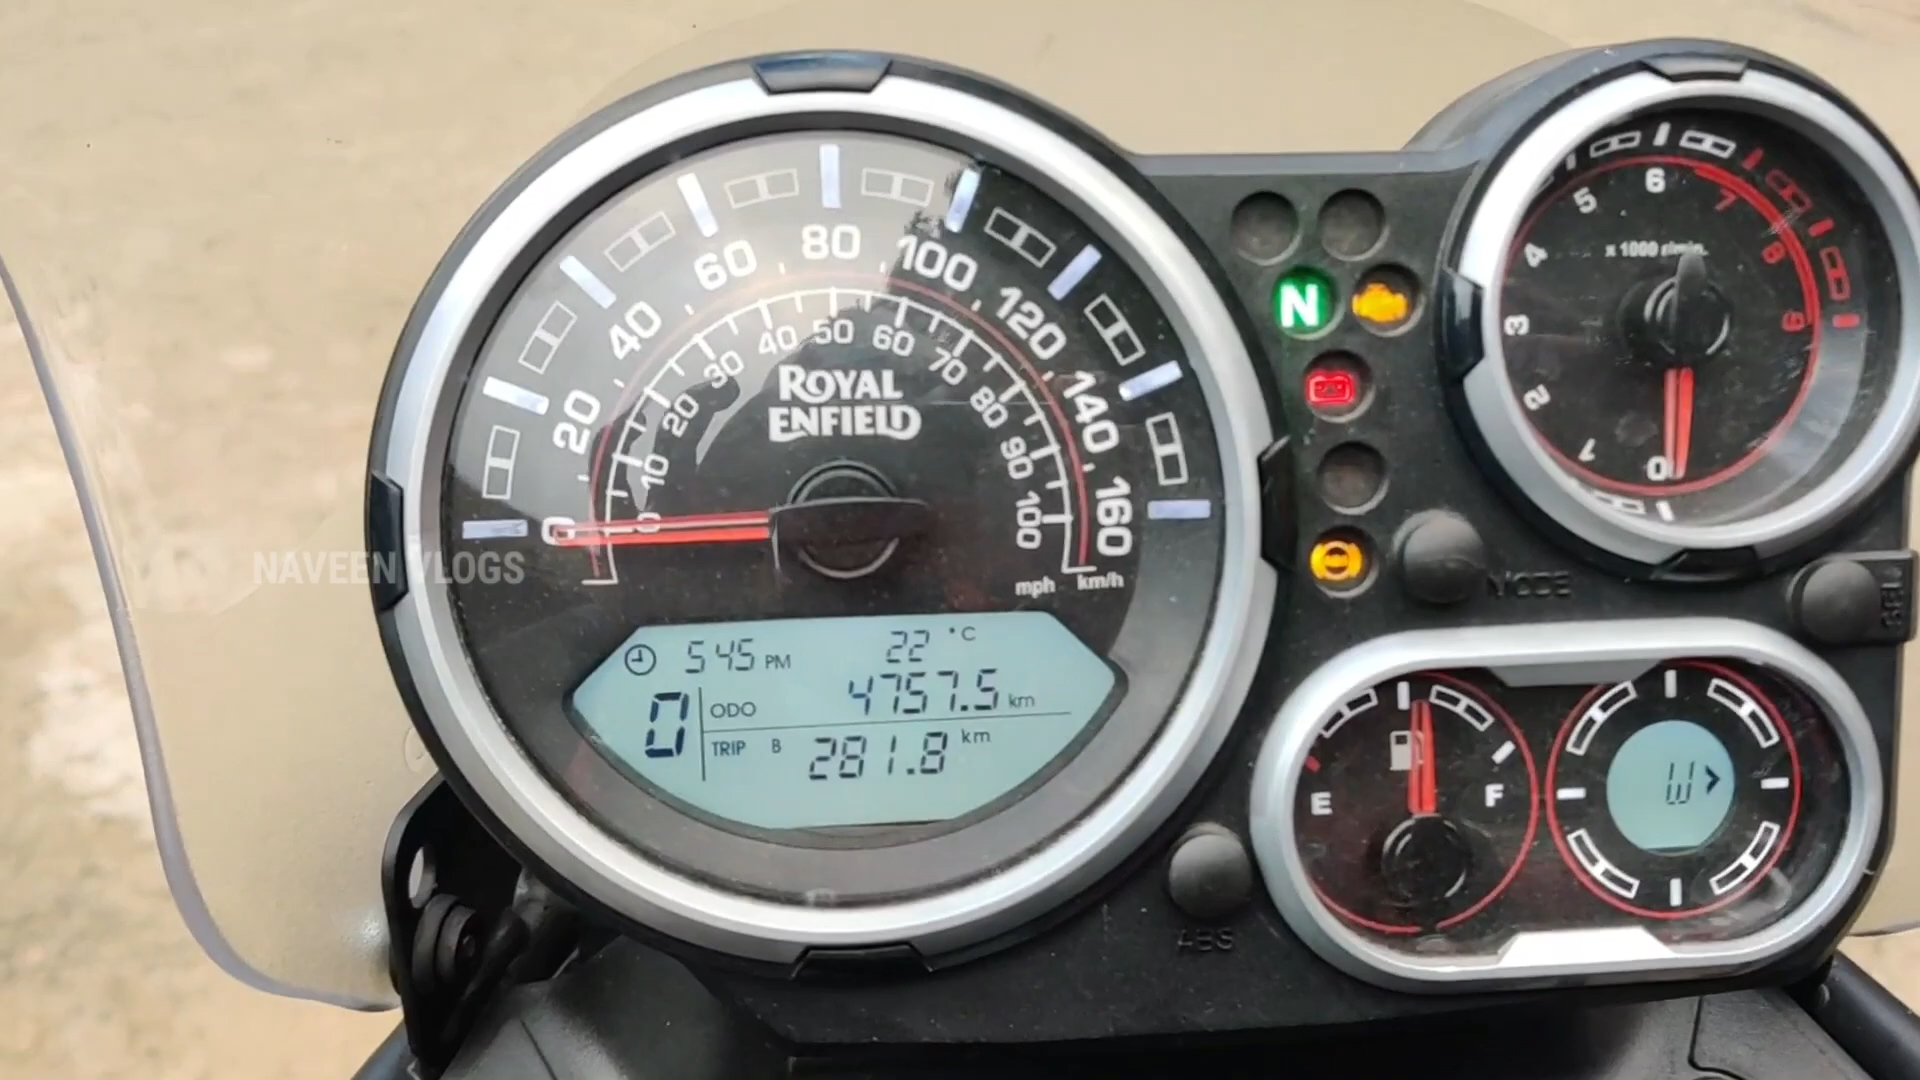 20
40
60
80
100
120
140
160
0
10
20
30
40
50
60
70
80
90
100
mph
km/h
ROYAL
ENFIELD
NAVEEN VLOGS
5 45 PM 22 °C
0
ODO 4757.5 km
TRIP B 281.8 km
N
0
1
2
3
4
5
6
7
8
9
x 1000 r/min.
MODE
SEL
E
F
W >
ABS